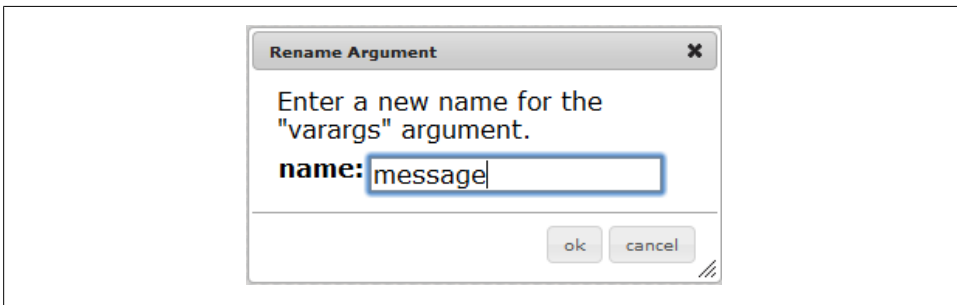 Rename Argument
Enter a new name for the
"varargs" argument.
name: message
ok cancel